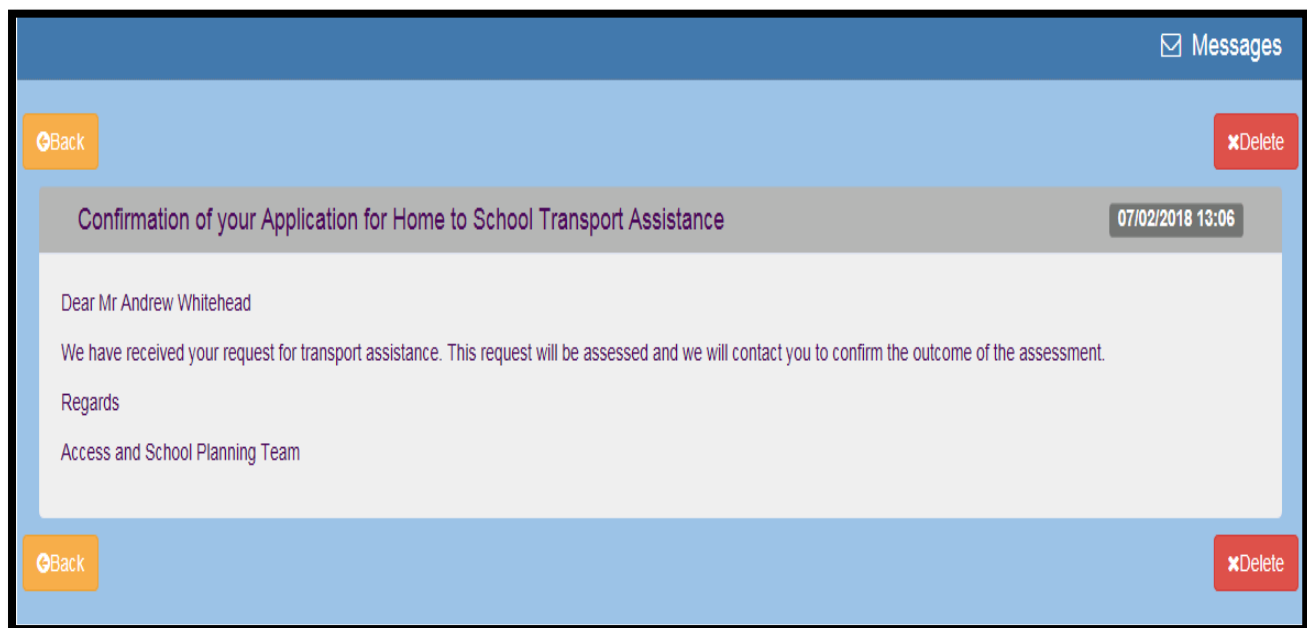 Messages
Back
Delete
Confirmation of your Application for Home to School Transport Assistance
07/02/2018 13:06
Dear Mr Andrew Whitehead
We have received your request for transport assistance. This request will be assessed and we will contact you to confirm the outcome of the assessment.
Regards
Access and School Planning Team
Back
Delete